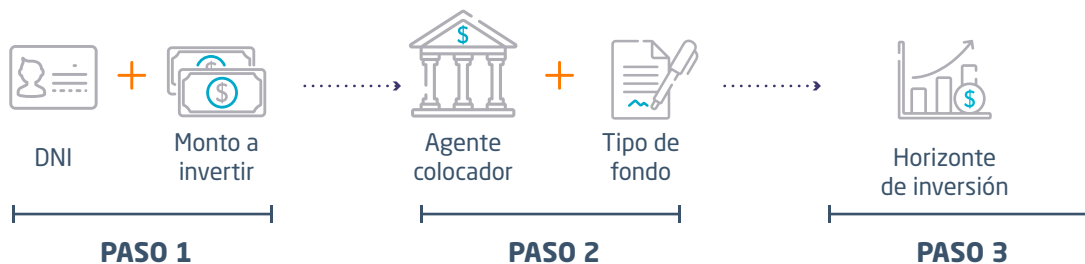 DNI
Monto a
invertir
Agente
colocador
Tipo de
fondo
Horizonte
de inversión
PASO 1
PASO 2
PASO 3